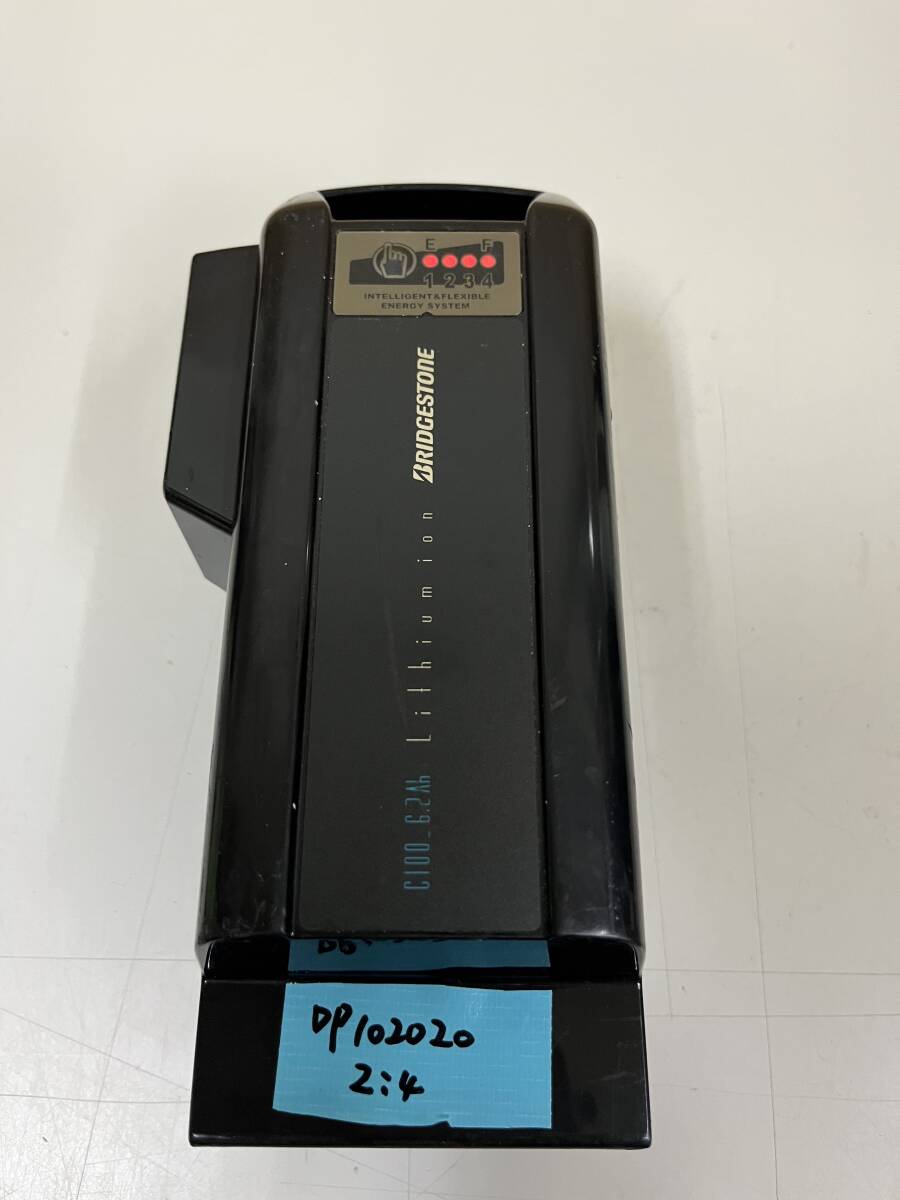 E F
1 2 3 4
INTELLIGENT&FLEXIBLE
ENERGY SYSTEM
BRIDGESTONE
Lithium ion
C100_6.2Ah
DP102020
2:4